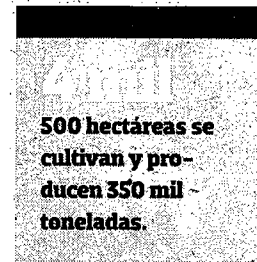 4 mil
500 hectáreas se
cultivan y pro-
ducen 350 mil
toneladas.